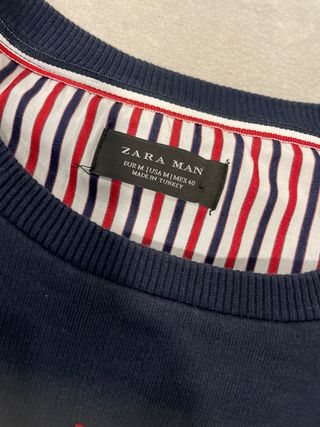 ZARA MAN
EUR M | USA M | MEX 40
MADE IN TURKEY